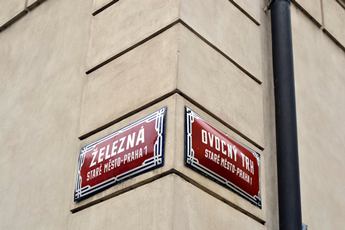 ŽELEZNÁ
STARÉ MĚSTO-PRAHA 1
OVOCNÝ TRH
STARÉ MĚSTO-PRAHA 1